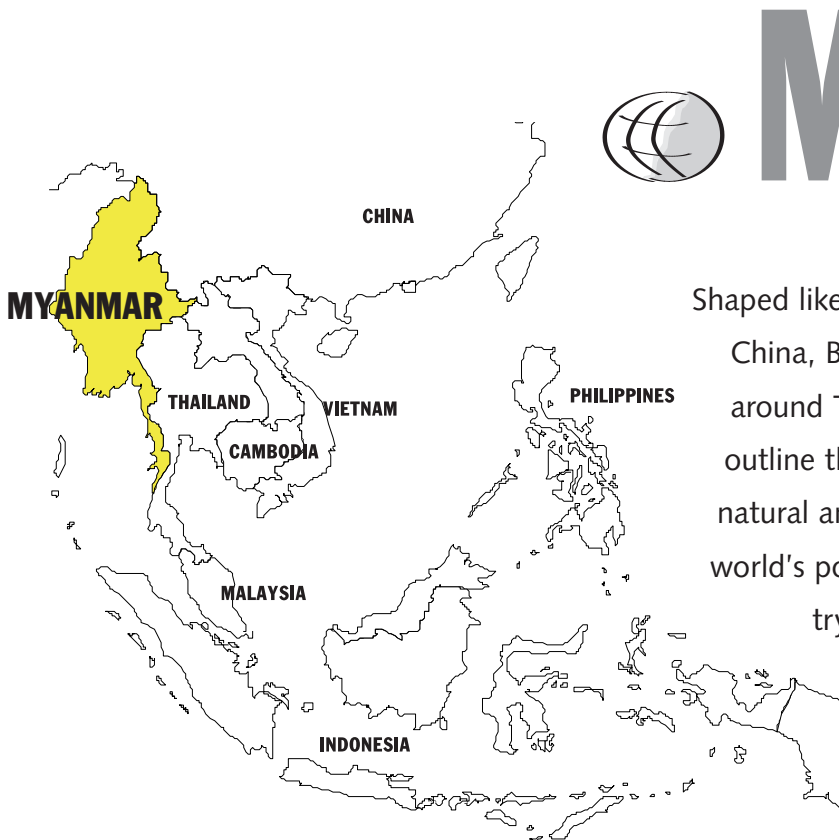 M
CHINA
MYANMAR
Shaped like
China, B
THAILAND
VIETNAM
PHILIPPINES
around T
CAMBODIA
outline th
natural ar
world's po
MALAYSIA
try
INDONESIA